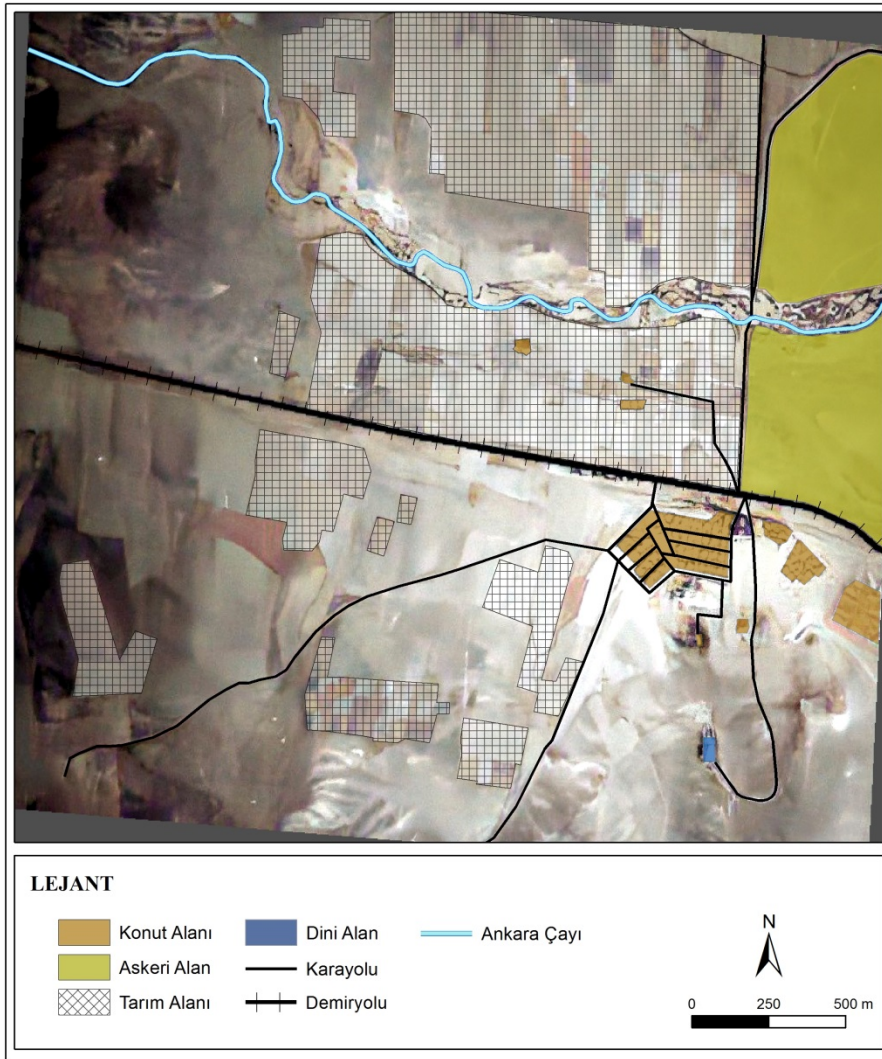 LEJANT
Konut Alanı
Dini Alan
Ankara Çayı
N
Askeri Alan
Karayolu
Tarım Alanı
Demiryolu
0 250 500 m